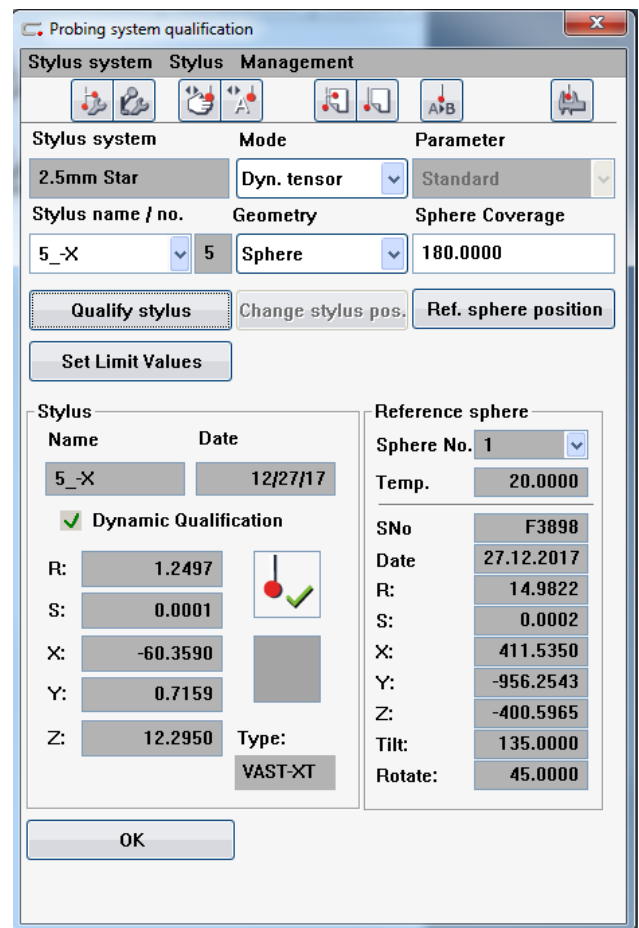 Probing system qualification
Stylus system Stylus Management
A▸B
Stylus system Mode Parameter
2.5mm Star Dyn. tensor Standard
Stylus name / no. Geometry Sphere Coverage
5_-X 5 Sphere 180.0000
Qualify stylus Change stylus pos. Ref. sphere position
Set Limit Values
Stylus
Name Date
5_-X 12/27/17
Dynamic Qualification
R: 1.2497
S: 0.0001
X: -60.3590
Y: 0.7159
Z: 12.2950 Type:
VAST-XT
Reference sphere
Sphere No. 1
Temp. 20.0000
SNo F3898
Date 27.12.2017
R: 14.9822
S: 0.0002
X: 411.5350
Y: -956.2543
Z: -400.5965
Tilt: 135.0000
Rotate: 45.0000
OK